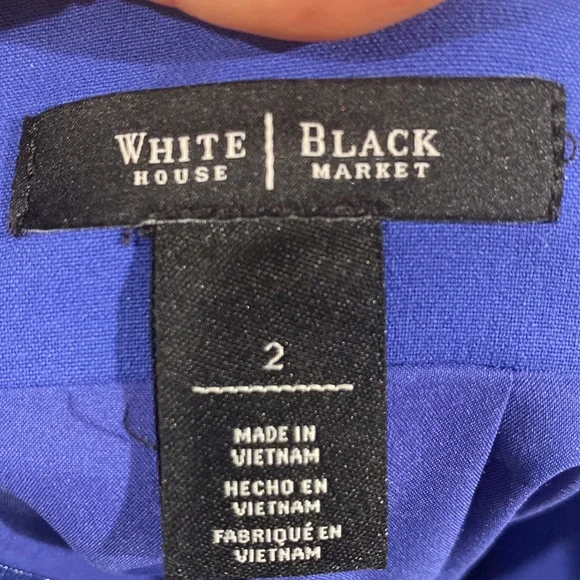 WHITE | BLACK
HOUSE | MARKET
2
MADE IN
VIETNAM
HECHO EN
VIETNAM
FABRIQUÉ EN
VIETNAM